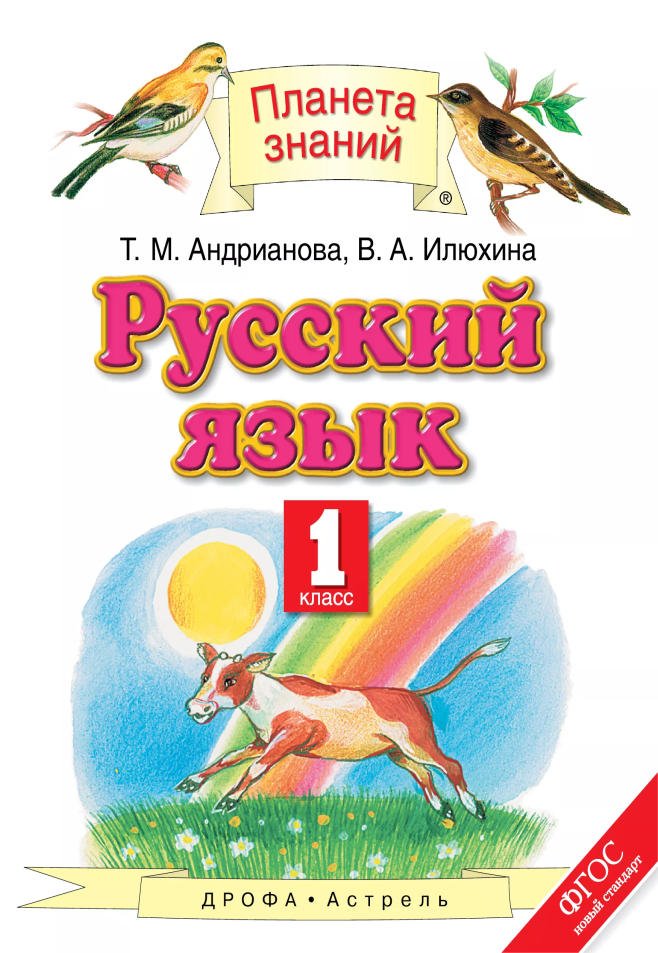 Планета
знаний
®
Т. М. Андрианова, В. А. Илюхина
Русский
язык
1
класс
ФГОС
новый стандарт
ДРОФА • Астрель